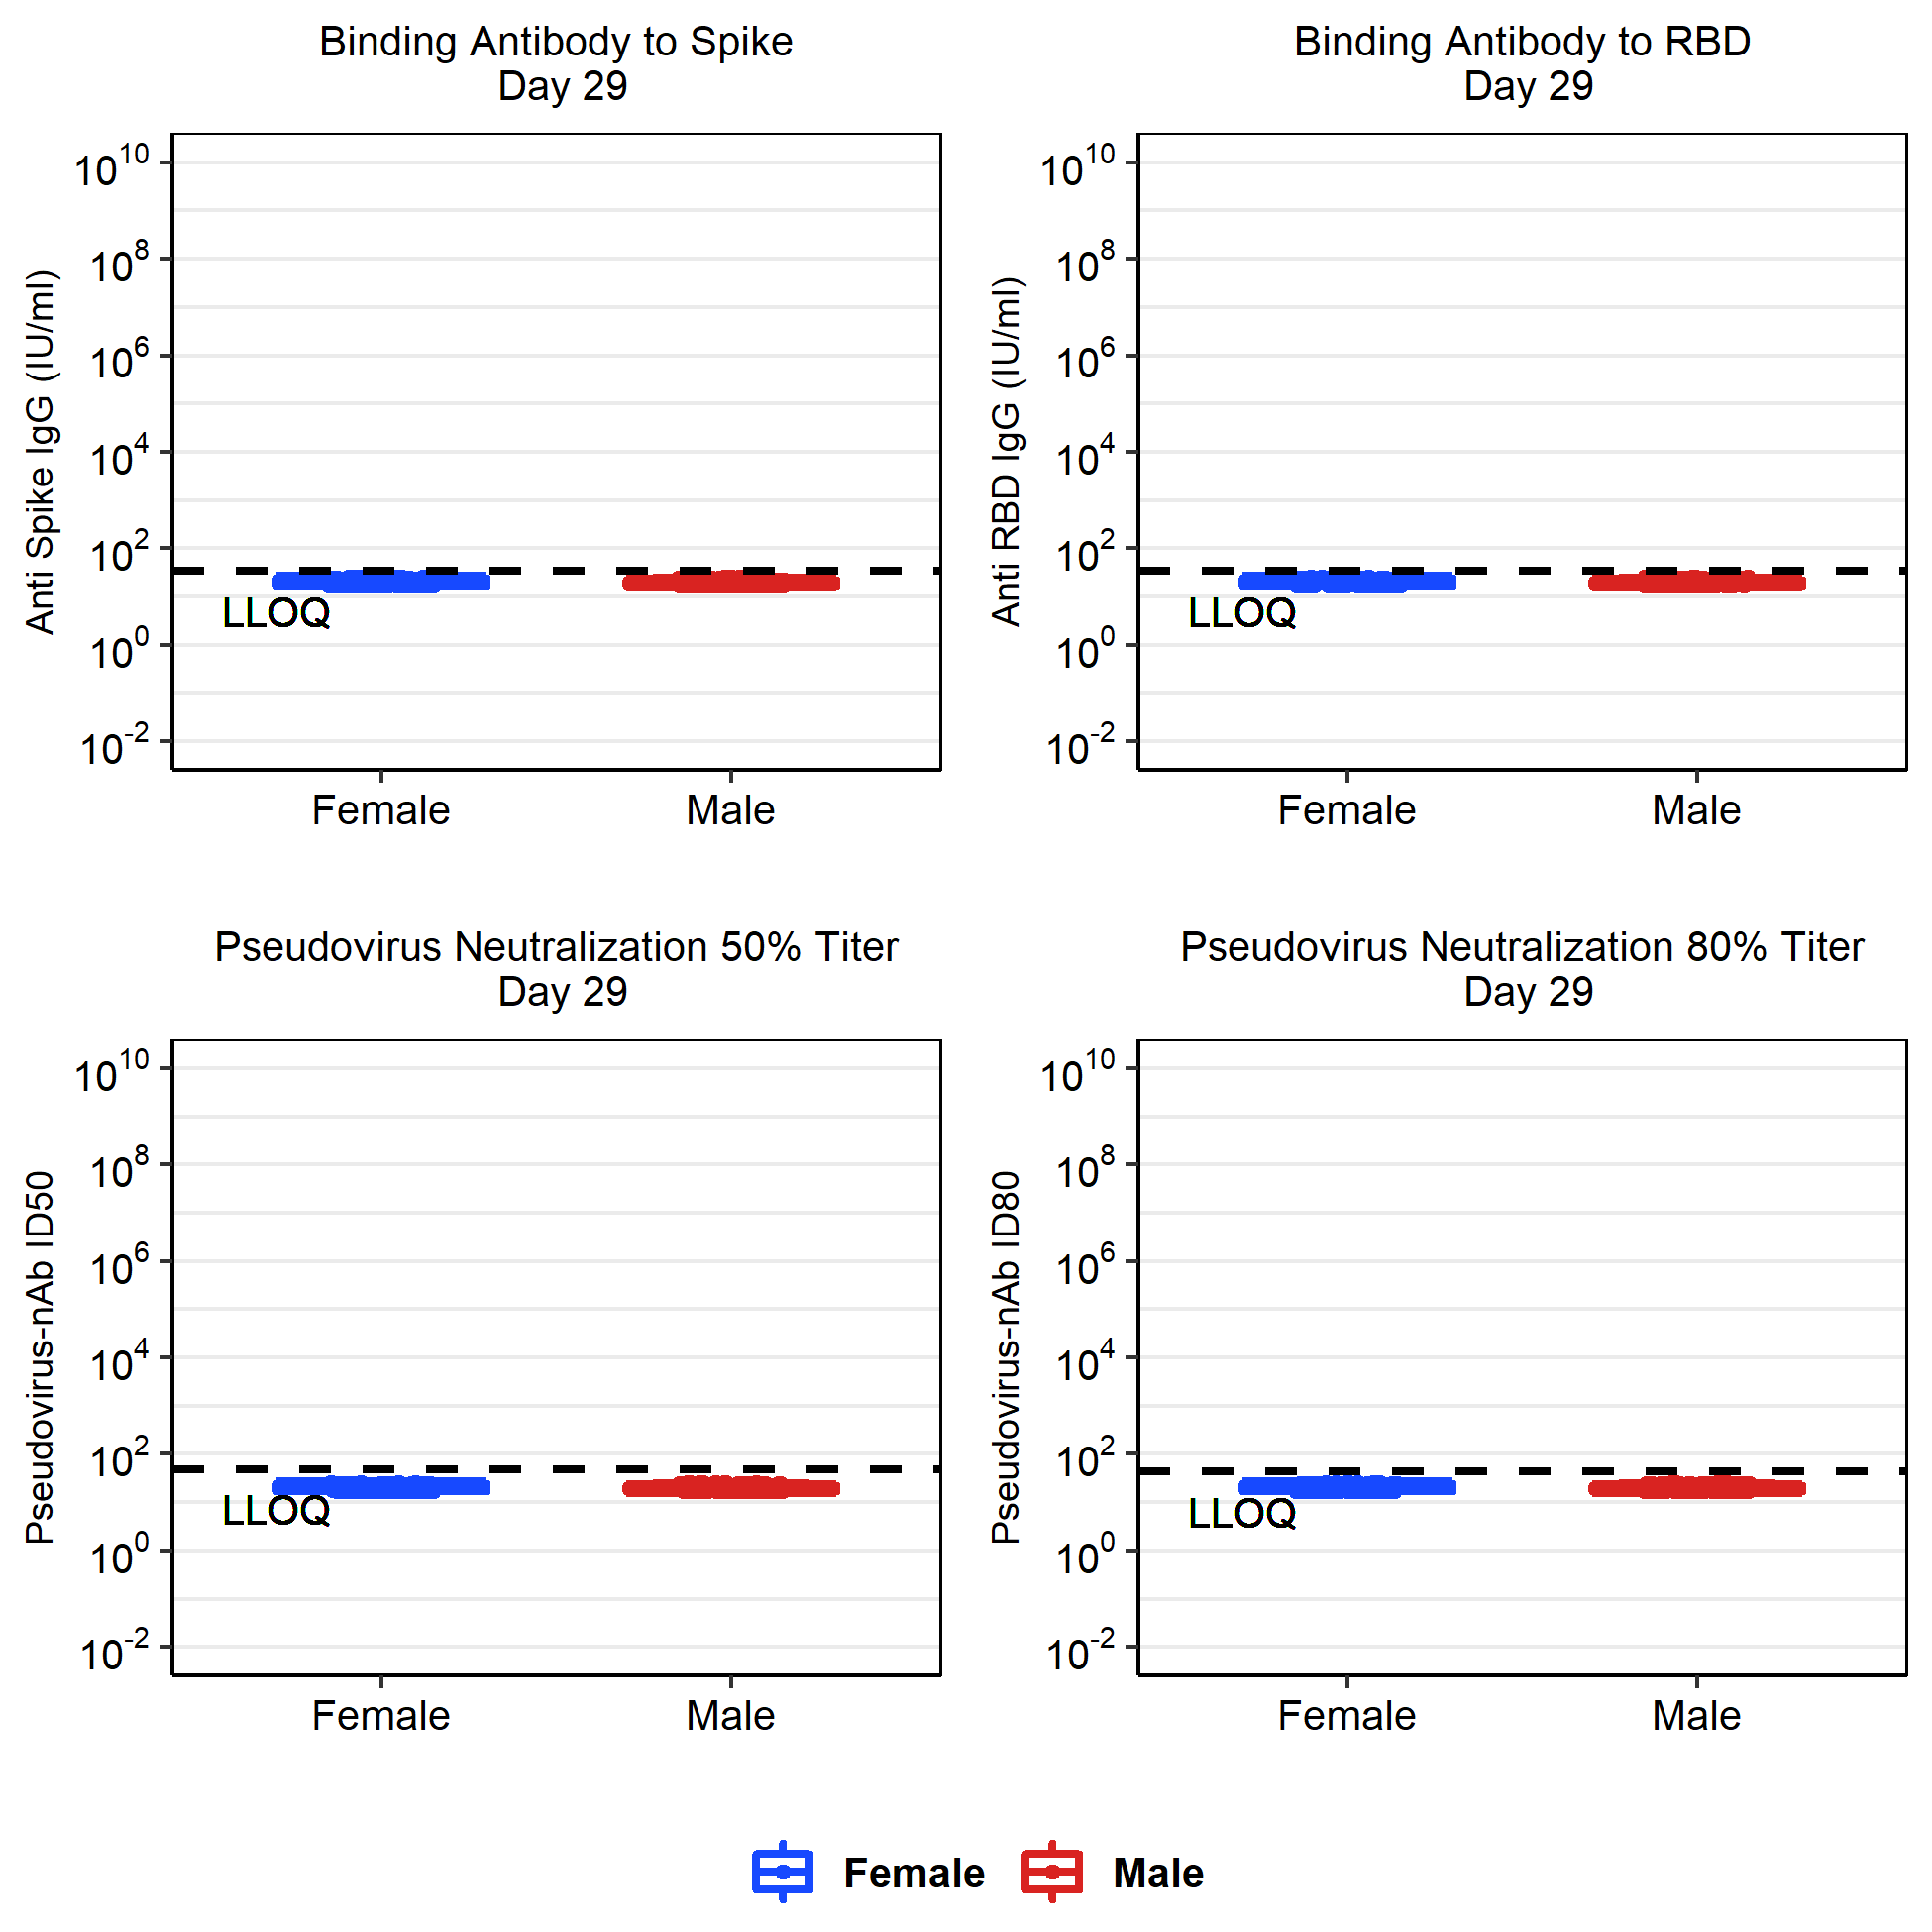 Binding Antibody to Spike
Day 29
Anti Spike IgG (IU/ml)
10^10
10^8
10^6
10^4
10^2
10^0
10^-2
LLOQ
Female Male
Binding Antibody to RBD
Day 29
Anti RBD IgG (IU/ml)
10^10
10^8
10^6
10^4
10^2
10^0
10^-2
LLOQ
Female Male
Pseudovirus Neutralization 50% Titer
Day 29
Pseudovirus-nAb ID50
10^10
10^8
10^6
10^4
10^2
10^0
10^-2
LLOQ
Female Male
Pseudovirus Neutralization 80% Titer
Day 29
Pseudovirus-nAb ID80
10^10
10^8
10^6
10^4
10^2
10^0
10^-2
LLOQ
Female Male
Female Male